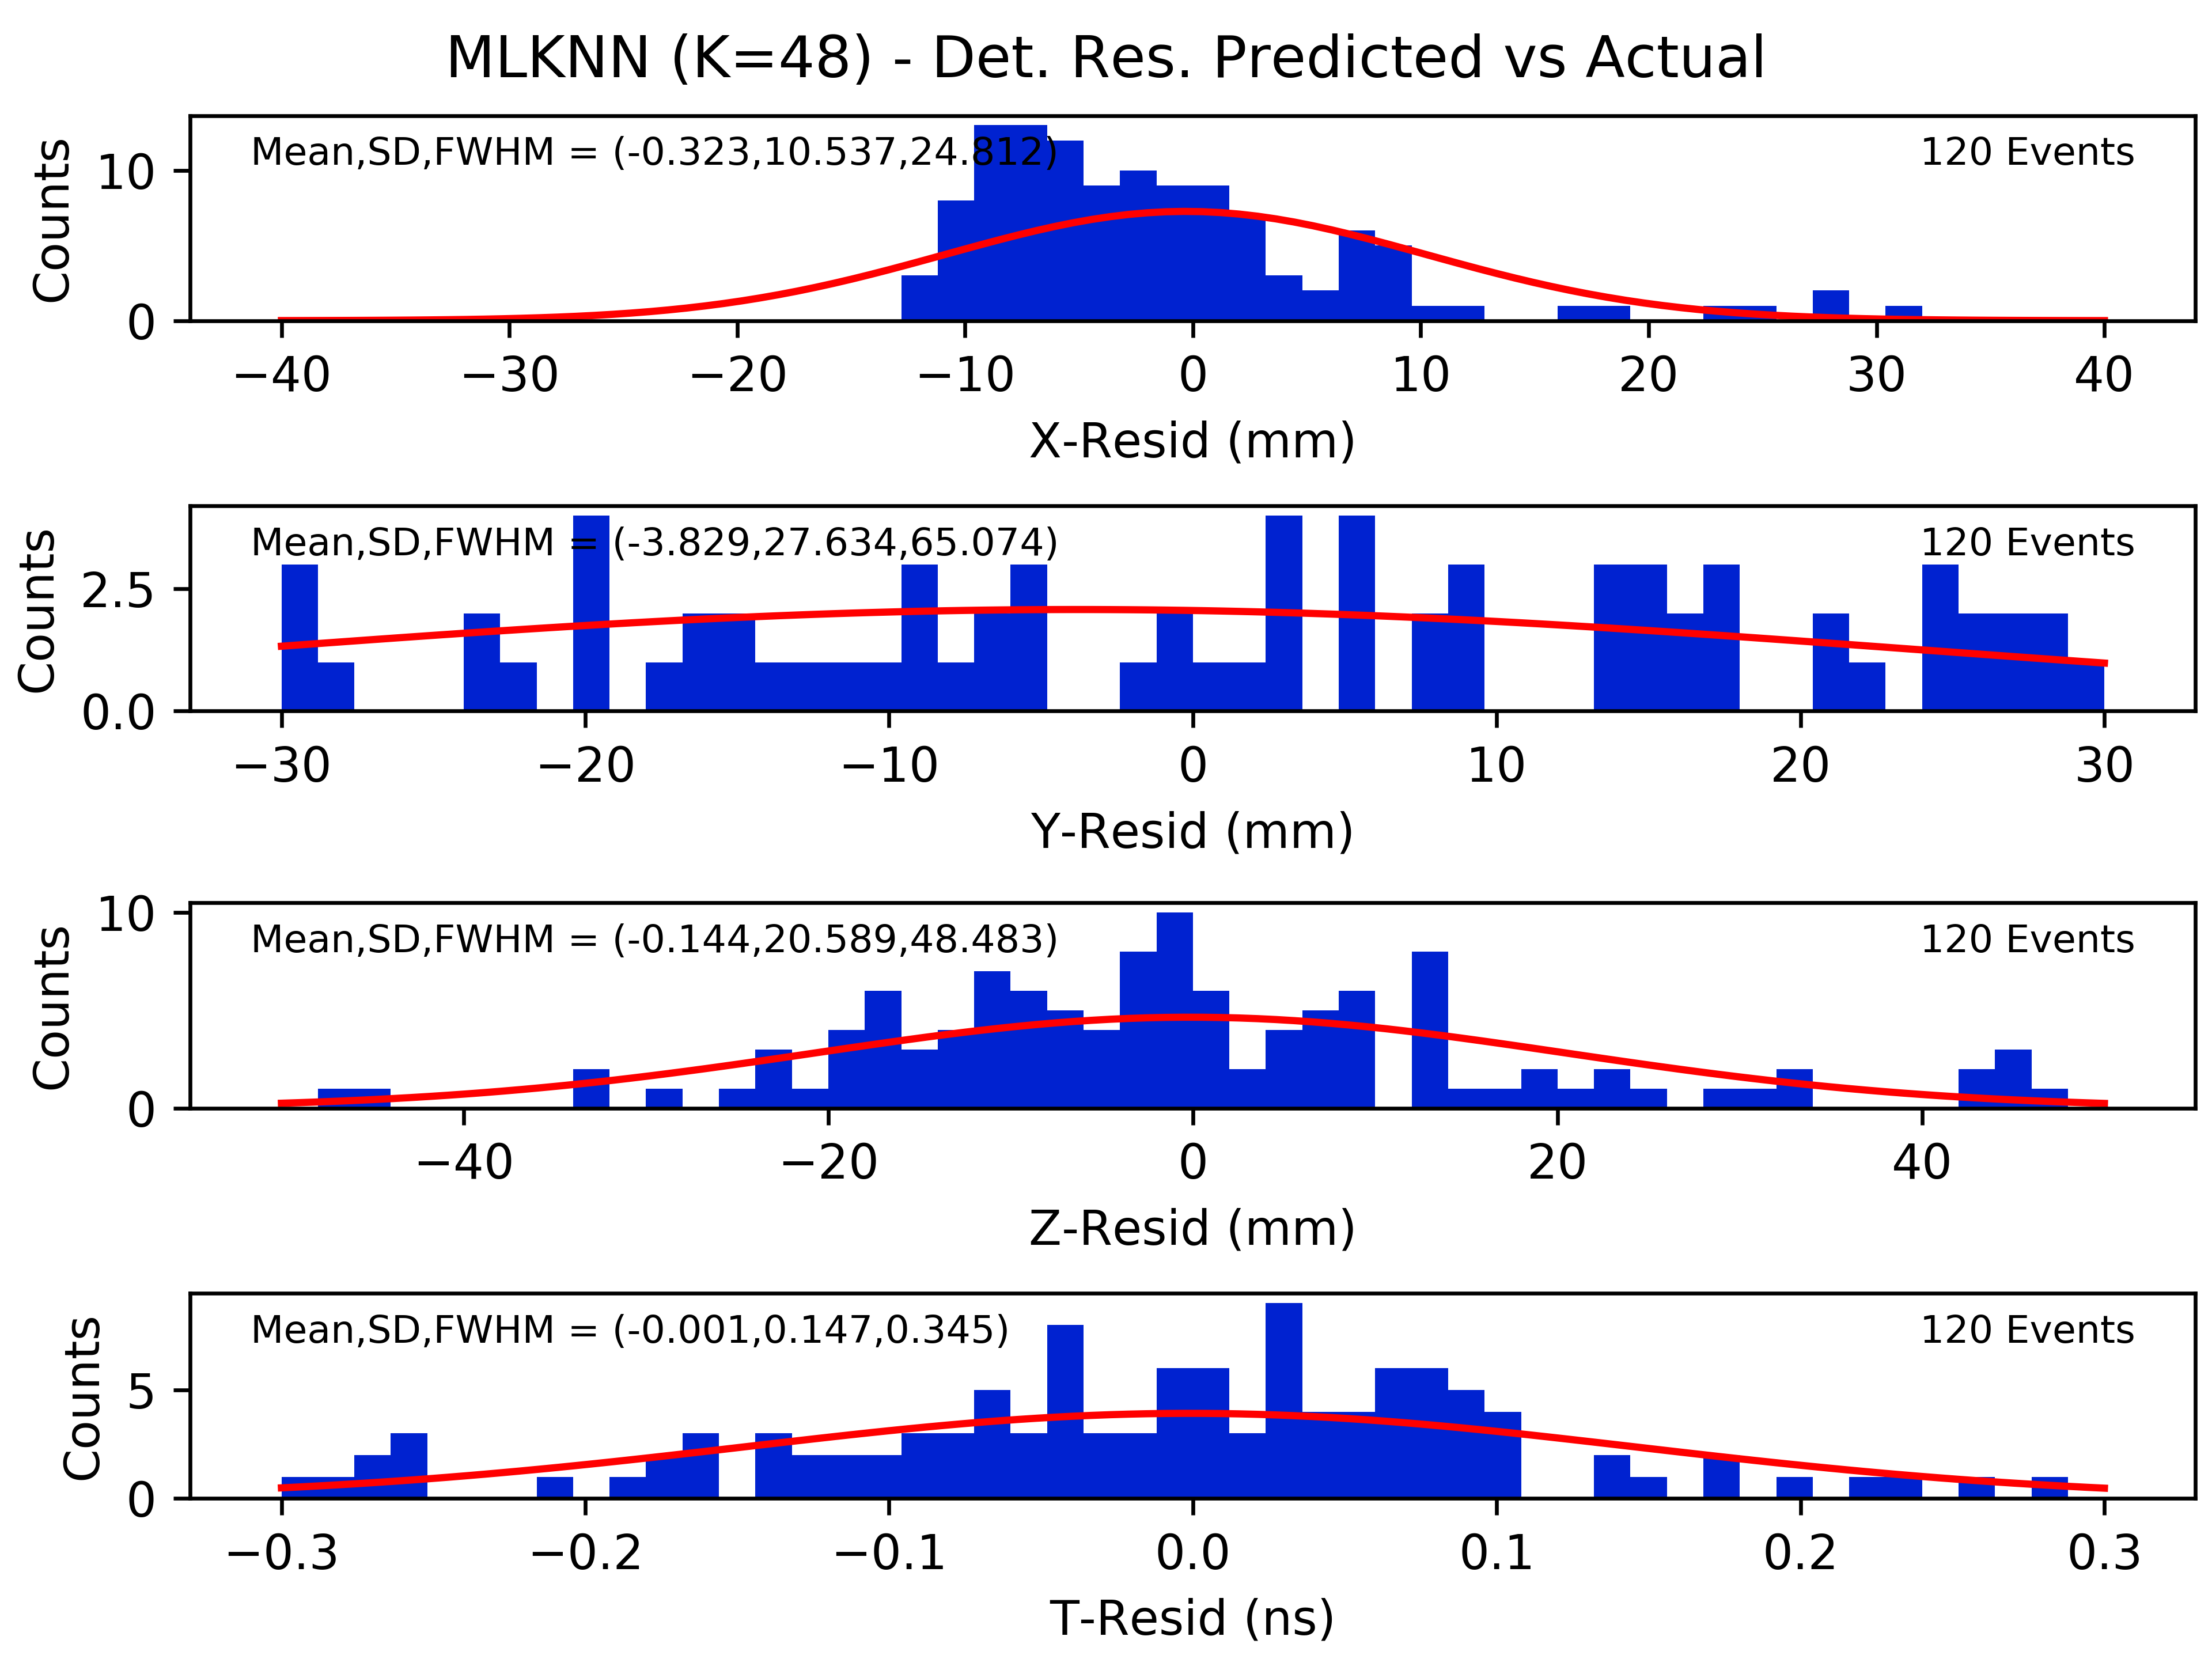 MLKNN (K=48) - Det. Res. Predicted vs Actual
Counts
10
0
Mean,SD,FWHM = (-0.323,10.537,24.812)
120 Events
−40 −30 −20 −10 0 10 20 30 40
X-Resid (mm)
Counts
2.5
0.0
Mean,SD,FWHM = (-3.829,27.634,65.074)
120 Events
−30 −20 −10 0 10 20 30
Y-Resid (mm)
Counts
10
0
Mean,SD,FWHM = (-0.144,20.589,48.483)
120 Events
−40 −20 0 20 40
Z-Resid (mm)
Counts
5
0
Mean,SD,FWHM = (-0.001,0.147,0.345)
120 Events
−0.3 −0.2 −0.1 0.0 0.1 0.2 0.3
T-Resid (ns)